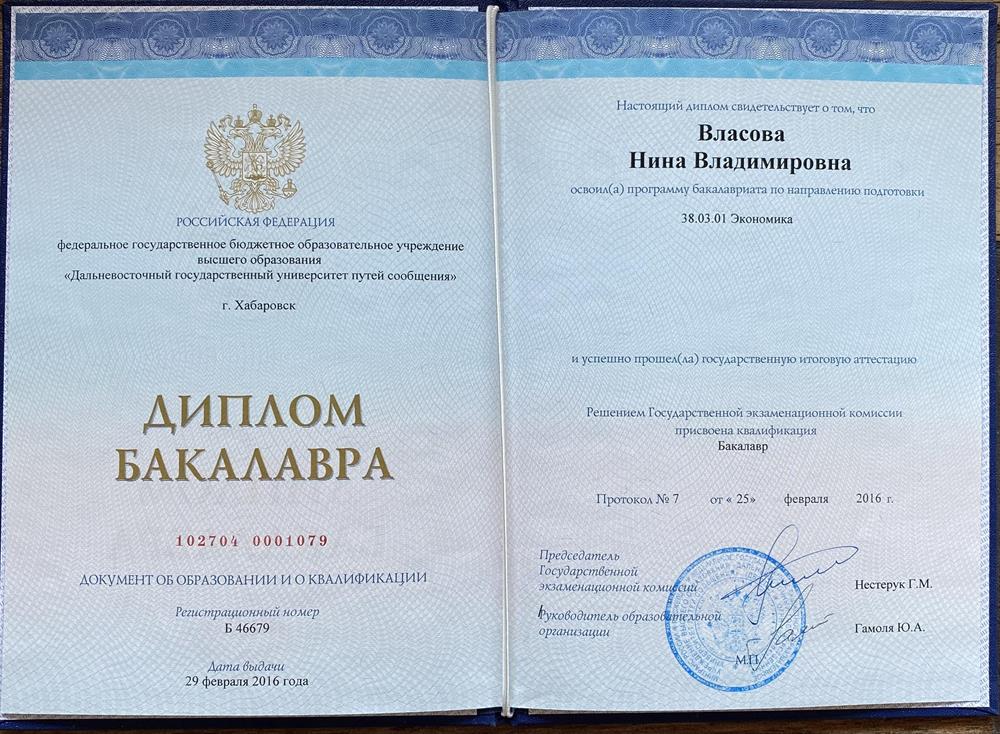 РОССИЙСКАЯ ФЕДЕРАЦИЯ
федеральное государственное бюджетное образовательное учреждение
высшего образования
«Дальневосточный государственный университет путей сообщения»
г. Хабаровск
ДИПЛОМ
БАКАЛАВРА
102704 0001079
ДОКУМЕНТ ОБ ОБРАЗОВАНИИ И О КВАЛИФИКАЦИИ
Регистрационный номер
Б 46679
Дата выдачи
29 февраля 2016 года
Настоящий диплом свидетельствует о том, что
Власова
Нина Владимировна
освоил(а) программу бакалавриата по направлению подготовки
38.03.01 Экономика
и успешно прошел(ла) государственную итоговую аттестацию
Решением Государственной экзаменационной комиссии
присвоена квалификация
Бакалавр
Протокол № 7 от « 25» февраля 2016 г.
Председатель
Государственной
экзаменационной комиссии
Нестерук Г.М.
Руководитель образовательной
организации
Гамоля Ю.А.
М.П.